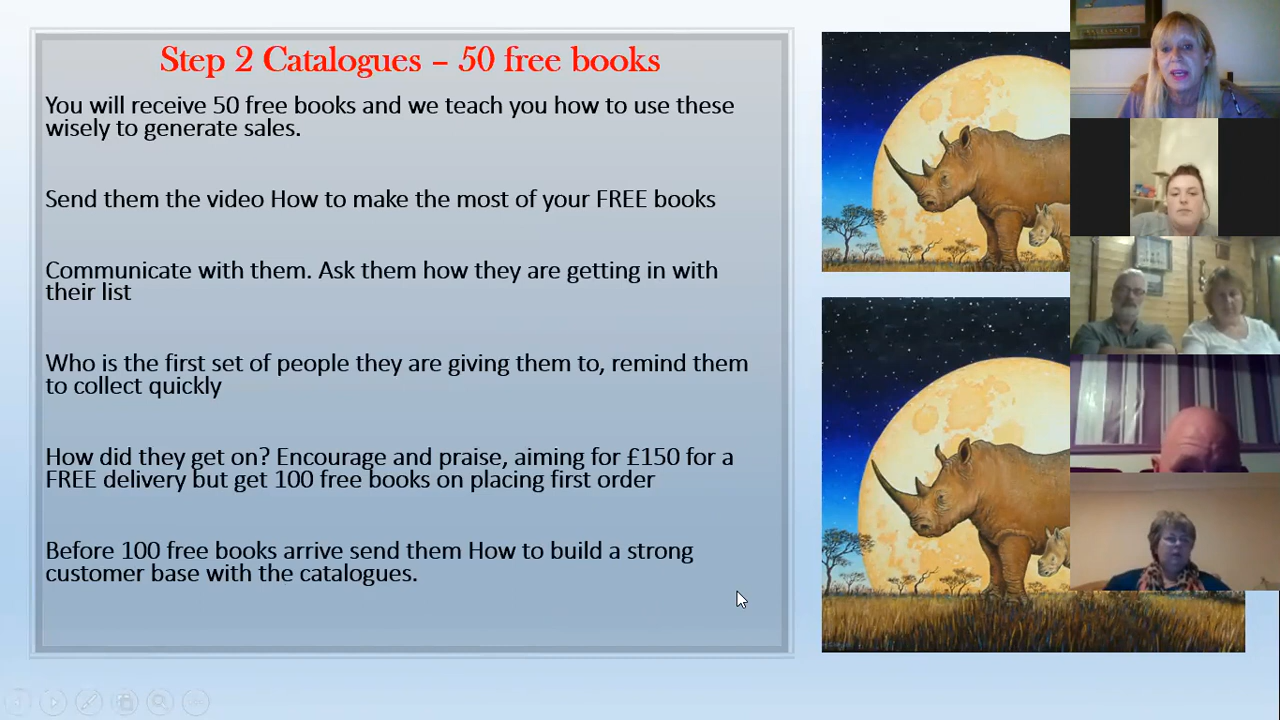 Step 2 Catalogues – 50 free books
You will receive 50 free books and we teach you how to use these
wisely to generate sales.
Send them the video How to make the most of your FREE books
Communicate with them. Ask them how they are getting in with
their list
Who is the first set of people they are giving them to, remind them
to collect quickly
How did they get on? Encourage and praise, aiming for £150 for a
FREE delivery but get 100 free books on placing first order
Before 100 free books arrive send them How to build a strong
customer base with the catalogues.